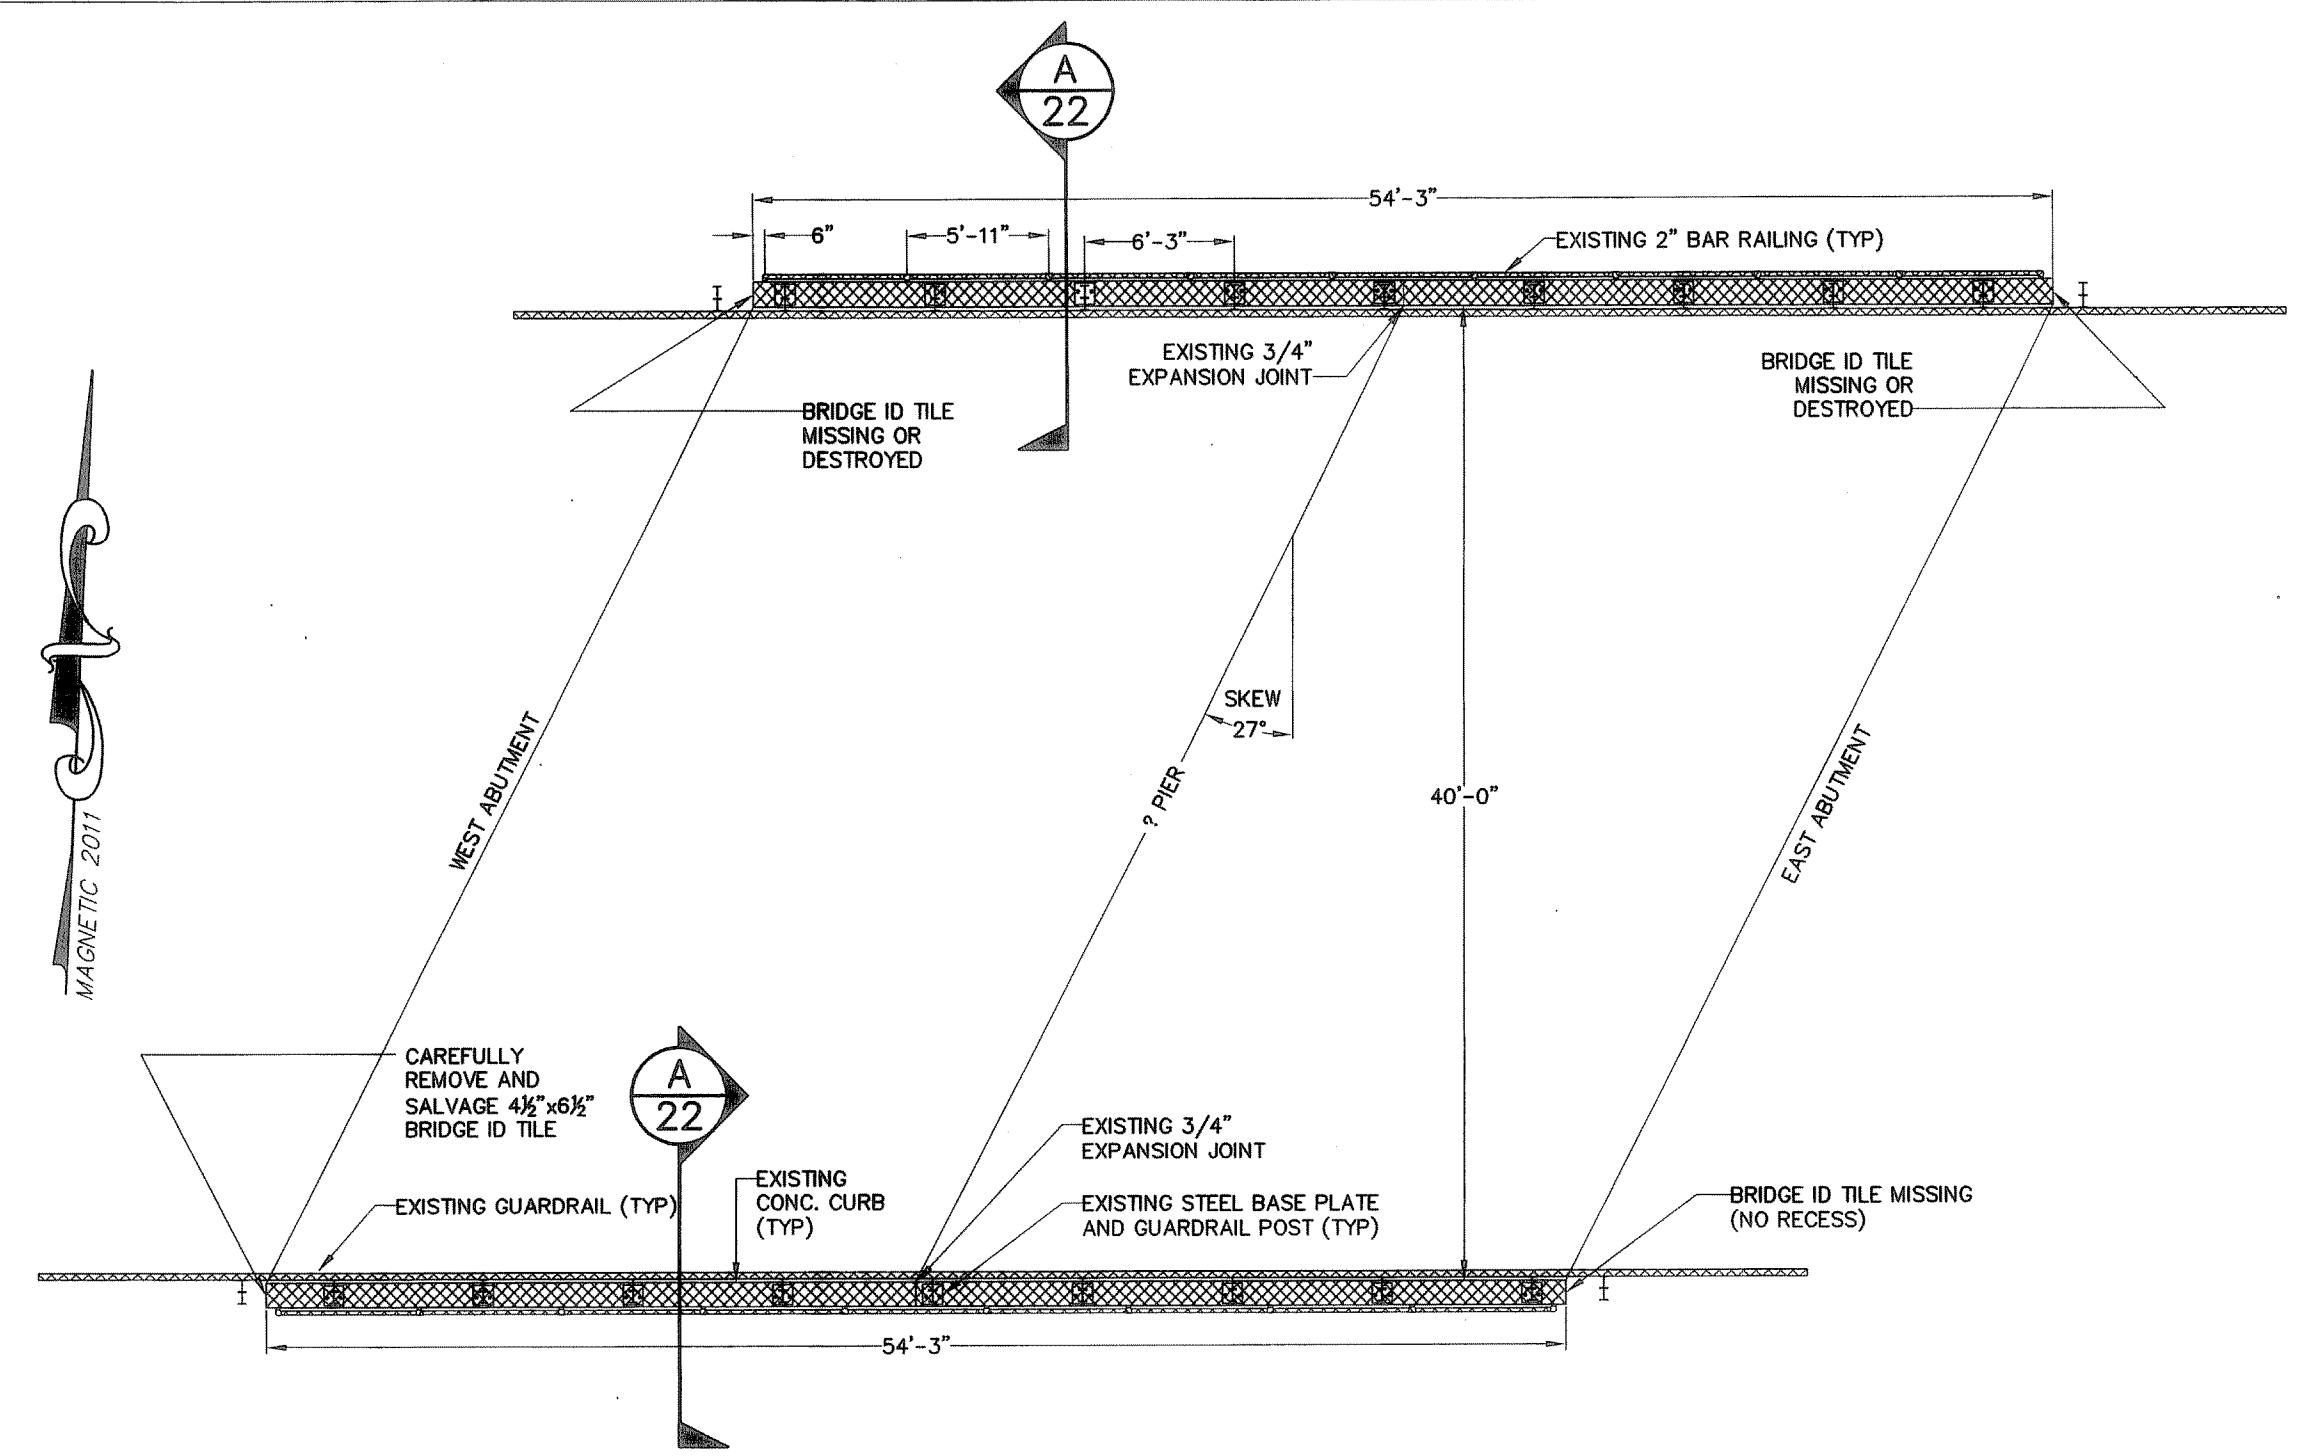 A
22
54'-3"
6"
5'-11"
6'-3"
EXISTING 2" BAR RAILING (TYP)
EXISTING 3/4"
EXPANSION JOINT
BRIDGE ID TILE
MISSING OR
DESTROYED
BRIDGE ID TILE
MISSING OR
DESTROYED
MAGNETIC 2011
WEST ABUTMENT
SKEW
27°
? PIER
40'-0"
EAST ABUTMENT
CAREFULLY
REMOVE AND
SALVAGE 4½"x6½"
BRIDGE ID TILE
A
22
EXISTING 3/4"
EXPANSION JOINT
EXISTING GUARDRAIL (TYP)
EXISTING
CONC. CURB
(TYP)
EXISTING STEEL BASE PLATE
AND GUARDRAIL POST (TYP)
BRIDGE ID TILE MISSING
(NO RECESS)
54'-3"